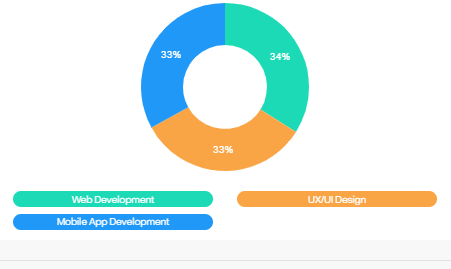 33%
34%
33%
Web Development
UX/UI Design
Mobile App Development